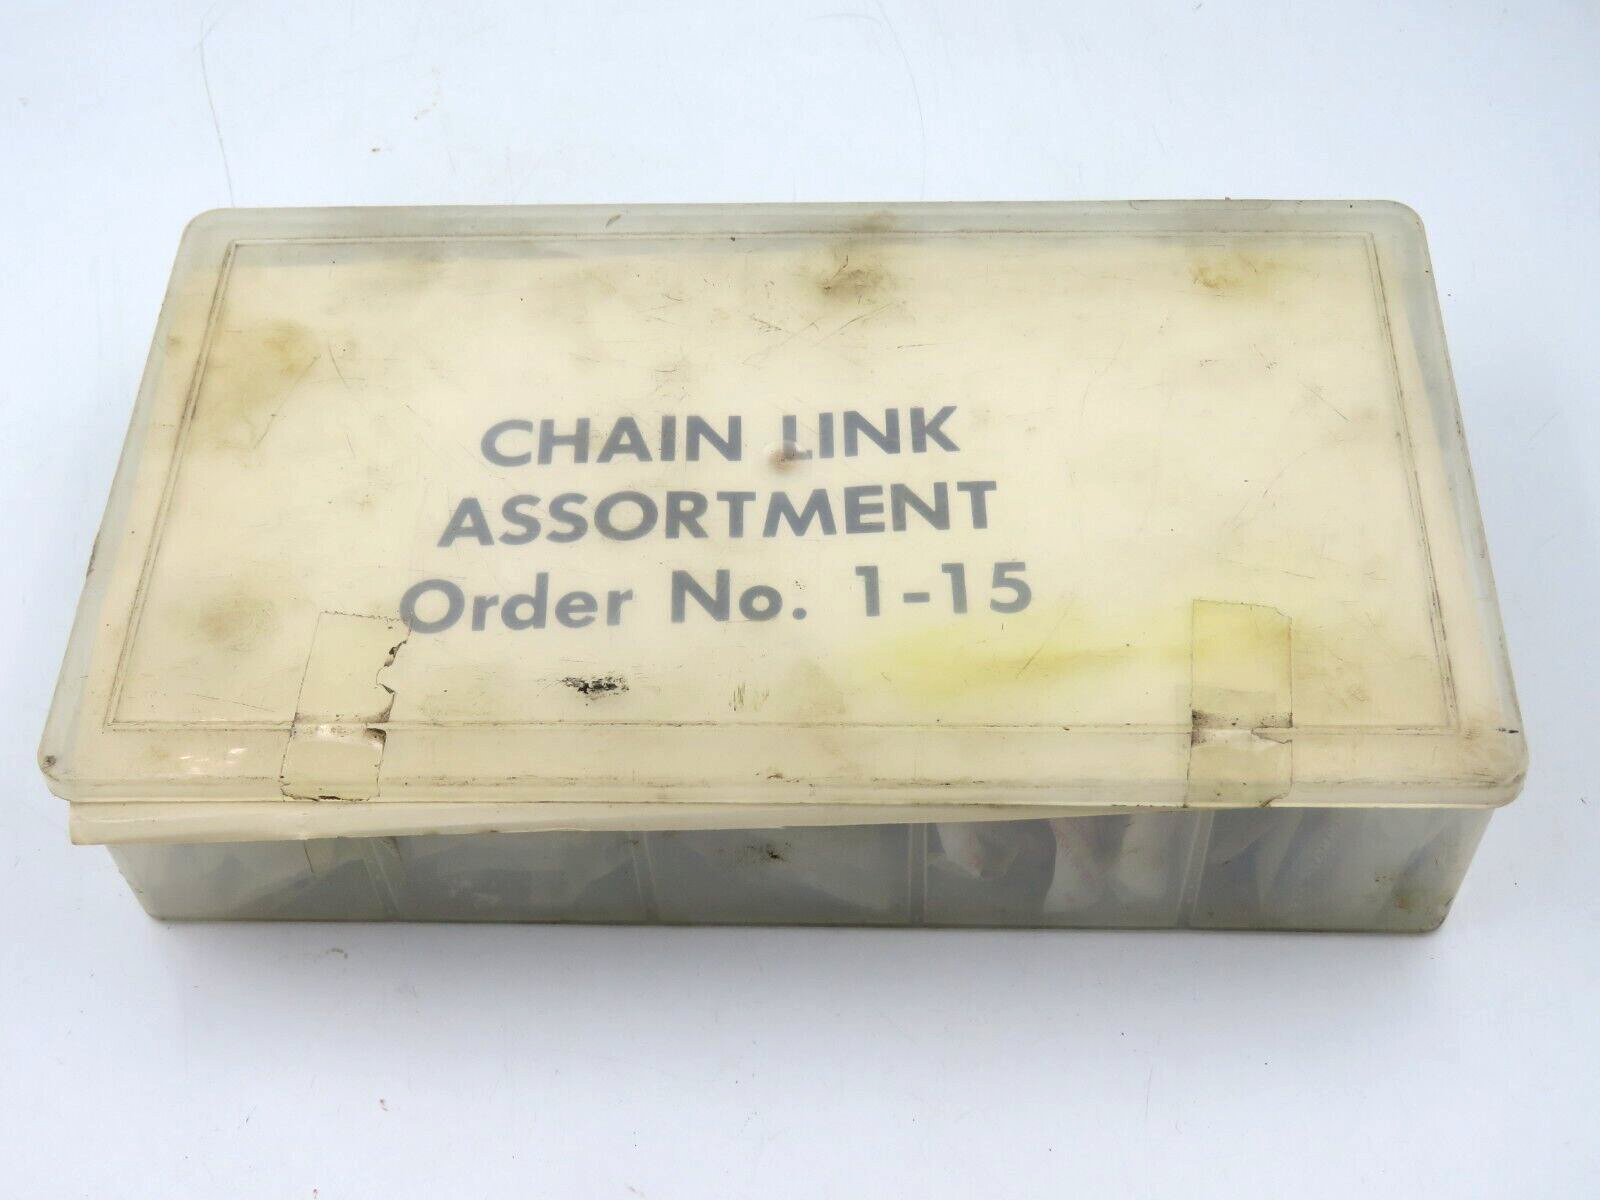 CHAIN LINK
ASSORTMENT
Order No. 1-15